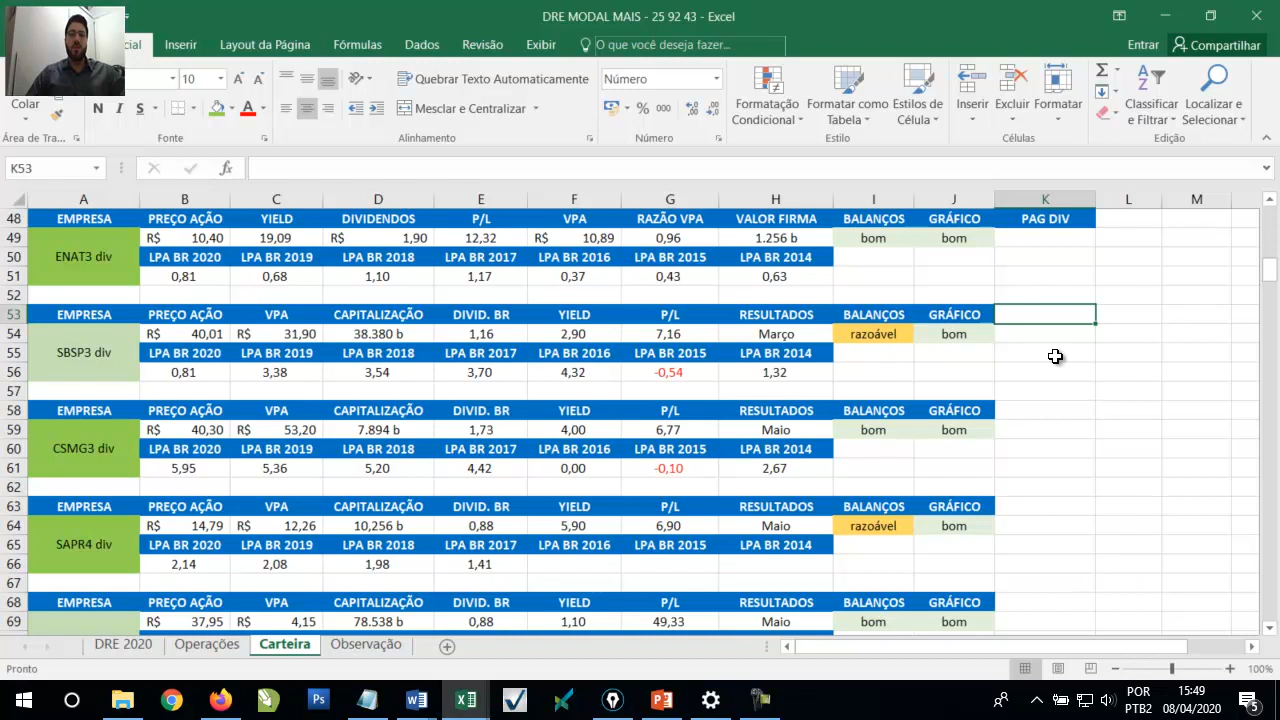 DRE MODAL MAIS - 25 92 43 - Excel
cial Inserir Layout da Página Fórmulas Dados Revisão Exibir O que você deseja fazer... Entrar Compartilhar
10 A A Quebrar Texto Automaticamente Número
Colar N I S A Mesclar e Centralizar % 000
Formatação Condicional Formatar como Tabela Estilos de Célula Inserir Excluir Formatar Classificar e Filtrar Localizar e Selecionar
Área de Tra... Fonte Alinhamento Número Estilo Células Edição
K53 fx
A B C D E F G H I J K L M
48 EMPRESA PREÇO AÇÃO YIELD DIVIDENDOS P/L VPA RAZÃO VPA VALOR FIRMA BALANÇOS GRÁFICO PAG DIV
49 R$ 10,40 19,09 R$ 1,90 12,32 R$ 10,89 0,96 1.256 b bom bom
50 ENAT3 div LPA BR 2020 LPA BR 2019 LPA BR 2018 LPA BR 2017 LPA BR 2016 LPA BR 2015 LPA BR 2014
51 0,81 0,68 1,10 1,17 0,37 0,43 0,63
52
53 EMPRESA PREÇO AÇÃO VPA CAPITALIZAÇÃO DIVID. BR YIELD P/L RESULTADOS BALANÇOS GRÁFICO
54 R$ 40,01 R$ 31,90 38.380 b 1,16 2,90 7,16 Março razoável bom
55 SBSP3 div LPA BR 2020 LPA BR 2019 LPA BR 2018 LPA BR 2017 LPA BR 2016 LPA BR 2015 LPA BR 2014
56 0,81 3,38 3,54 3,70 4,32 -0,54 1,32
57
58 EMPRESA PREÇO AÇÃO VPA CAPITALIZAÇÃO DIVID. BR YIELD P/L RESULTADOS BALANÇOS GRÁFICO
59 R$ 40,30 R$ 53,20 7.894 b 1,73 4,00 6,77 Maio bom bom
60 CSMG3 div LPA BR 2020 LPA BR 2019 LPA BR 2018 LPA BR 2017 LPA BR 2016 LPA BR 2015 LPA BR 2014
61 5,95 5,36 5,20 4,42 0,00 -0,10 2,67
62
63 EMPRESA PREÇO AÇÃO VPA CAPITALIZAÇÃO DIVID. BR YIELD P/L RESULTADOS BALANÇOS GRÁFICO
64 R$ 14,79 R$ 12,26 10,256 b 0,88 5,90 6,90 Maio razoável bom
65 SAPR4 div LPA BR 2020 LPA BR 2019 LPA BR 2018 LPA BR 2017 LPA BR 2016 LPA BR 2015 LPA BR 2014
66 2,14 2,08 1,98 1,41
67
68 EMPRESA PREÇO AÇÃO VPA CAPITALIZAÇÃO DIVID. BR YIELD P/L RESULTADOS BALANÇOS GRÁFICO
69 R$ 37,95 R$ 4,15 78.538 b 0,88 1,10 49,33 Maio bom bom
DRE 2020 Operações Carteira Observação
Pronto 100%
POR 15:49
PTB2 08/04/2020 5